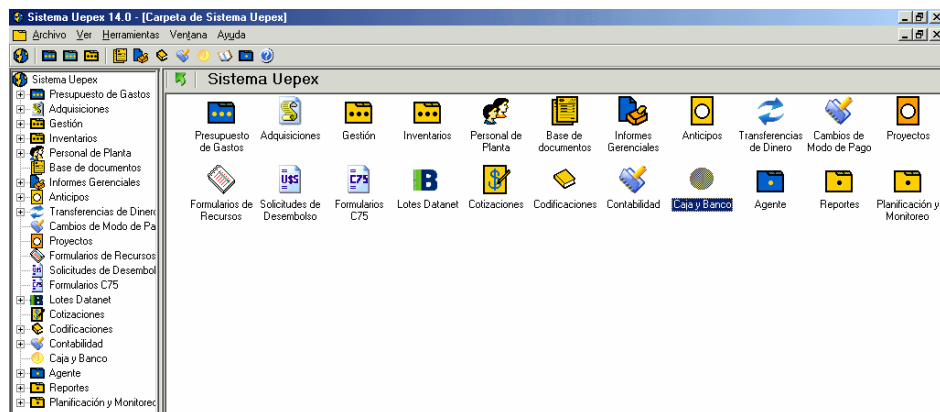 Sistema Uepex 14.0 - [Carpeta de Sistema Uepex]
Archivo Ver Herramientas Ventana Ayuda
Sistema Uepex
Presupuesto de Gastos
Adquisiciones
Gestión
Inventarios
Personal de Planta
Base de documentos
Informes Gerenciales
Anticipos
Transferencias de Dinero
Cambios de Modo de Pa
Proyectos
Formularios de Recursos
Solicitudes de Desembol
Formularios C75
Lotes Datanet
Cotizaciones
Codificaciones
Contabilidad
Caja y Banco
Agente
Reportes
Planificación y Monitoreo
Sistema Uepex
Presupuesto
de Gastos
Adquisiciones
Gestión
Inventarios
Personal de
Planta
Base de
documentos
Informes
Gerenciales
Anticipos
Transferencias
de Dinero
Cambios de
Modo de Pago
Proyectos
U$S
C75
B
Formularios de
Recursos
Solicitudes de
Desembolso
Formularios
C75
Lotes Datanet
Cotizaciones
Codificaciones
Contabilidad
Caja y Banco
Agente
Reportes
Planificación y
Monitoreo